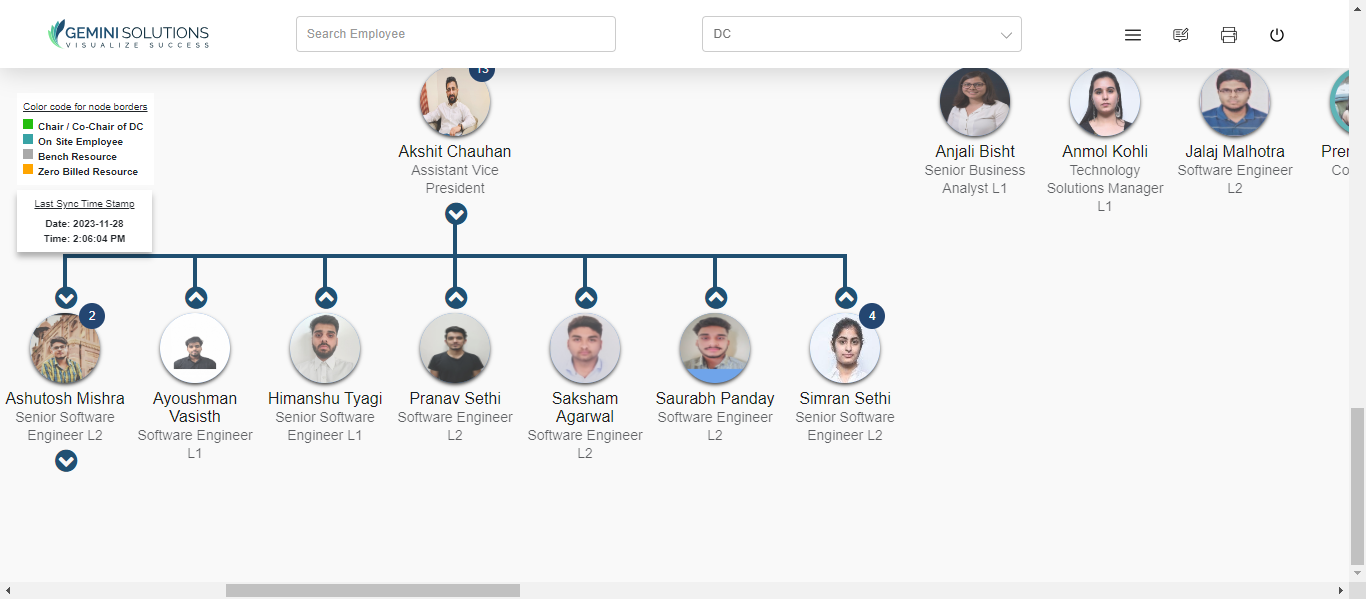 GEMINI SOLUTIONS
VISUALIZE SUCCESS
Search Employee
DC
Color code for node borders
Chair / Co-Chair of DC
On Site Employee
Bench Resource
Zero Billed Resource
Last Sync Time Stamp
Date: 2023-11-28
Time: 2:06:04 PM
13
Akshit Chauhan
Assistant Vice
President
Anjali Bisht
Senior Business
Analyst L1
Anmol Kohli
Technology
Solutions Manager
L1
Jalaj Malhotra
Software Engineer
L2
Prer
Co
2
Ashutosh Mishra
Senior Software
Engineer L2
Ayoushman
Vasisth
Software Engineer
L1
Himanshu Tyagi
Senior Software
Engineer L1
Pranav Sethi
Software Engineer
L2
Saksham
Agarwal
Software Engineer
L2
Saurabh Panday
Software Engineer
L2
4
Simran Sethi
Senior Software
Engineer L2